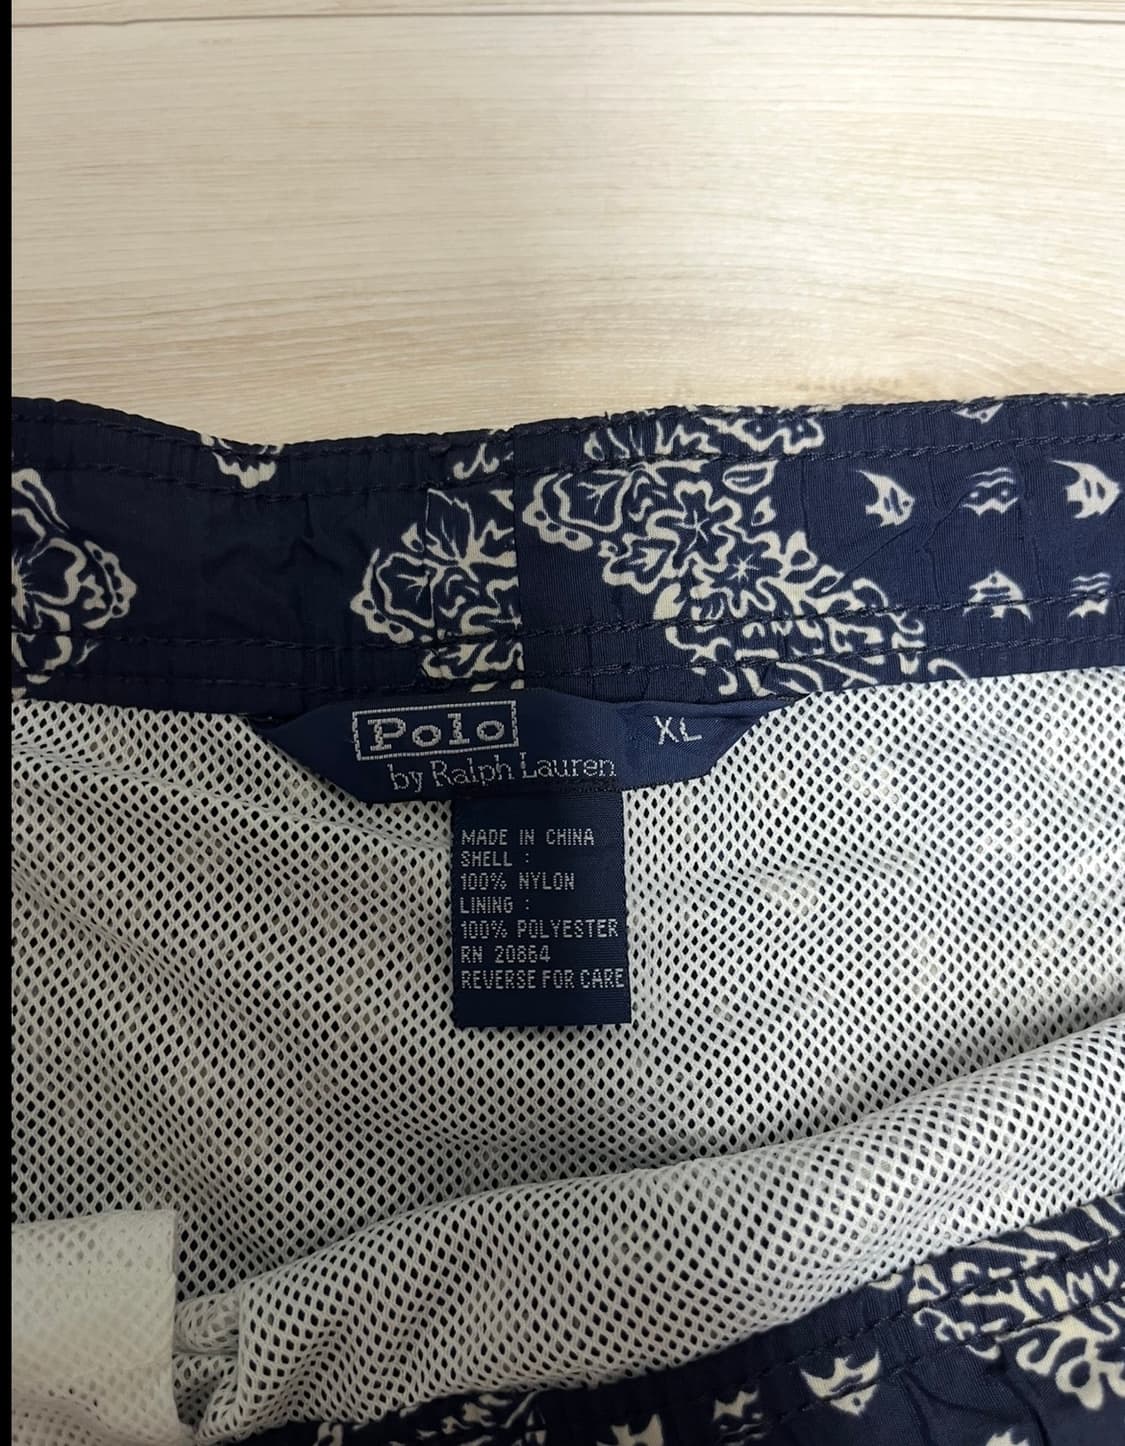 Polo
by Ralph Lauren
XL
MADE IN CHINA
SHELL :
100% NYLON
LINING :
100% POLYESTER
RN 20864
REVERSE FOR CARE